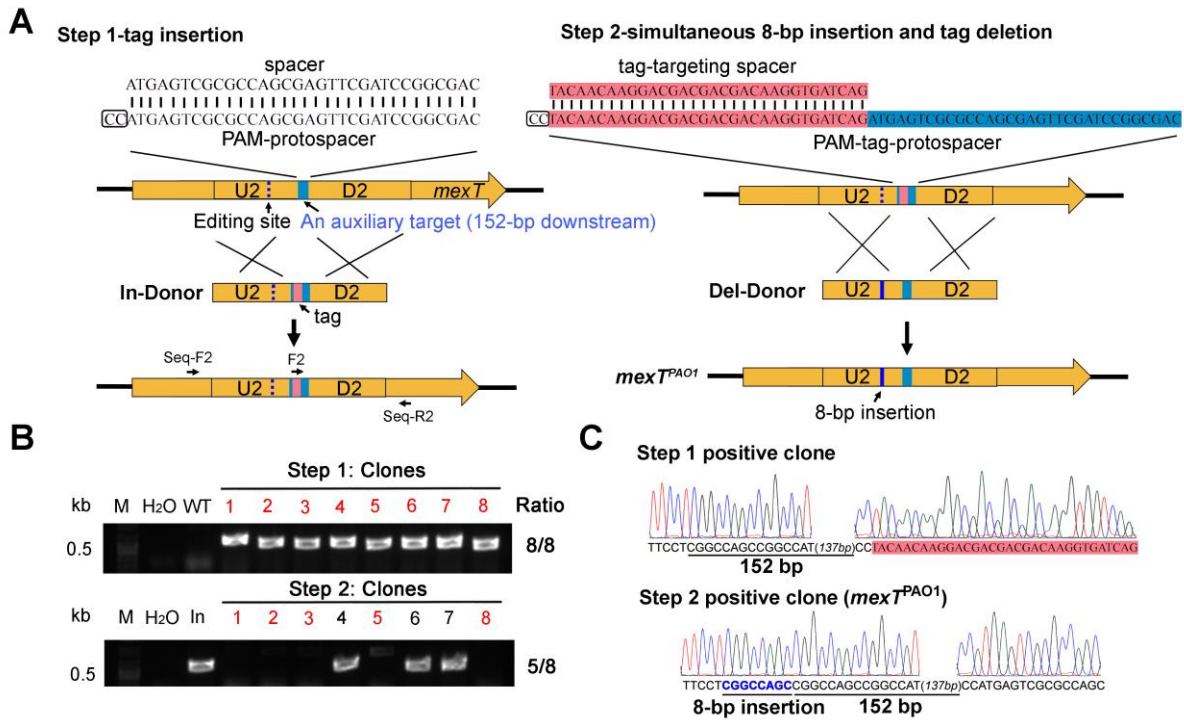 A
Step 1-tag insertion
spacer
ATGAGTCGCGCCAGCGAGTTCGATCCGGCGAC
CCATGAGTCGCGCCAGCGAGTTCGATCCGGCGAC
PAM-protospacer
U2 D2 mexT
Editing site An auxiliary target (152-bp downstream)
In-Donor U2 D2
tag
Seq-F2 F2
U2 D2
Seq-R2
Step 2-simultaneous 8-bp insertion and tag deletion
tag-targeting spacer
TACAACAAGGACGACGACGACAAGGTGATCAG
CCTACAACAAGGACGACGACGACAAGGTGATCAGATGAGTCGCGCCAGCGAGTTCGATCCGGCGAC
PAM-tag-protospacer
U2 D2
Del-Donor U2 D2
mexTPAO1 U2 D2
8-bp insertion
B
Step 1: Clones
kb M H2O WT 1 2 3 4 5 6 7 8 Ratio
0.5 8/8
Step 2: Clones
kb M H2O In 1 2 3 4 5 6 7 8
0.5 5/8
C
Step 1 positive clone
TTCCTCGGCCAGCCGGCCAT(137bp)CCTACAACAAGGACGACGACGACAAGGTGATCAG
152 bp
Step 2 positive clone (mexTPAO1)
TTCCTCGGCCAGCCGGCCAGCCGGCCAT(137bp)CCATGAGTCGCGCCAGC
8-bp insertion 152 bp